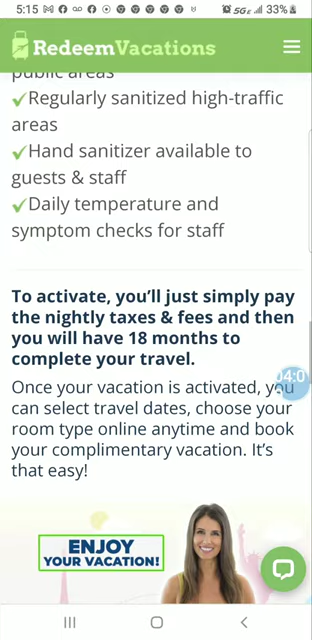 5:15
5GE
33%
RedeemVacations
public areas
Regularly sanitized high-traffic
areas
Hand sanitizer available to
guests & staff
Daily temperature and
symptom checks for staff
To activate, you'll just simply pay
the nightly taxes & fees and then
you will have 18 months to
complete your travel.
04:0
Once your vacation is activated, you
can select travel dates, choose your
room type online anytime and book
your complimentary vacation. It's
that easy!
ENJOY
YOUR VACATION!